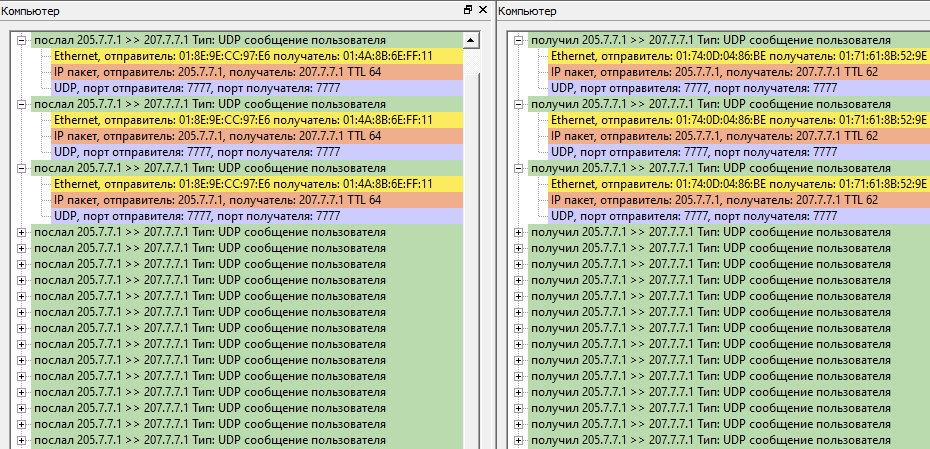 Компьютер
послал 205.7.7.1 >> 207.7.7.1 Тип: UDP сообщение пользователя
Ethernet, отправитель: 01:8E:9E:CC:97:E6 получатель: 01:4A:8B:6E:FF:11
IP пакет, отправитель: 205.7.7.1, получатель: 207.7.7.1 TTL 64
UDP, порт отправителя: 7777, порт получателя: 7777
послал 205.7.7.1 >> 207.7.7.1 Тип: UDP сообщение пользователя
Ethernet, отправитель: 01:8E:9E:CC:97:E6 получатель: 01:4A:8B:6E:FF:11
IP пакет, отправитель: 205.7.7.1, получатель: 207.7.7.1 TTL 64
UDP, порт отправителя: 7777, порт получателя: 7777
послал 205.7.7.1 >> 207.7.7.1 Тип: UDP сообщение пользователя
Ethernet, отправитель: 01:8E:9E:CC:97:E6 получатель: 01:4A:8B:6E:FF:11
IP пакет, отправитель: 205.7.7.1, получатель: 207.7.7.1 TTL 64
UDP, порт отправителя: 7777, порт получателя: 7777
послал 205.7.7.1 >> 207.7.7.1 Тип: UDP сообщение пользователя
послал 205.7.7.1 >> 207.7.7.1 Тип: UDP сообщение пользователя
послал 205.7.7.1 >> 207.7.7.1 Тип: UDP сообщение пользователя
послал 205.7.7.1 >> 207.7.7.1 Тип: UDP сообщение пользователя
послал 205.7.7.1 >> 207.7.7.1 Тип: UDP сообщение пользователя
послал 205.7.7.1 >> 207.7.7.1 Тип: UDP сообщение пользователя
послал 205.7.7.1 >> 207.7.7.1 Тип: UDP сообщение пользователя
послал 205.7.7.1 >> 207.7.7.1 Тип: UDP сообщение пользователя
послал 205.7.7.1 >> 207.7.7.1 Тип: UDP сообщение пользователя
послал 205.7.7.1 >> 207.7.7.1 Тип: UDP сообщение пользователя
послал 205.7.7.1 >> 207.7.7.1 Тип: UDP сообщение пользователя
послал 205.7.7.1 >> 207.7.7.1 Тип: UDP сообщение пользователя
послал 205.7.7.1 >> 207.7.7.1 Тип: UDP сообщение пользователя
послал 205.7.7.1 >> 207.7.7.1 Тип: UDP сообщение пользователя
Компьютер
получил 205.7.7.1 >> 207.7.7.1 Тип: UDP сообщение пользователя
Ethernet, отправитель: 01:74:0D:04:86:BE получатель: 01:71:61:8B:52:9E
IP пакет, отправитель: 205.7.7.1, получатель: 207.7.7.1 TTL 62
UDP, порт отправителя: 7777, порт получателя: 7777
получил 205.7.7.1 >> 207.7.7.1 Тип: UDP сообщение пользователя
Ethernet, отправитель: 01:74:0D:04:86:BE получатель: 01:71:61:8B:52:9E
IP пакет, отправитель: 205.7.7.1, получатель: 207.7.7.1 TTL 62
UDP, порт отправителя: 7777, порт получателя: 7777
получил 205.7.7.1 >> 207.7.7.1 Тип: UDP сообщение пользователя
Ethernet, отправитель: 01:74:0D:04:86:BE получатель: 01:71:61:8B:52:9E
IP пакет, отправитель: 205.7.7.1, получатель: 207.7.7.1 TTL 62
UDP, порт отправителя: 7777, порт получателя: 7777
получил 205.7.7.1 >> 207.7.7.1 Тип: UDP сообщение пользователя
получил 205.7.7.1 >> 207.7.7.1 Тип: UDP сообщение пользователя
получил 205.7.7.1 >> 207.7.7.1 Тип: UDP сообщение пользователя
получил 205.7.7.1 >> 207.7.7.1 Тип: UDP сообщение пользователя
получил 205.7.7.1 >> 207.7.7.1 Тип: UDP сообщение пользователя
получил 205.7.7.1 >> 207.7.7.1 Тип: UDP сообщение пользователя
получил 205.7.7.1 >> 207.7.7.1 Тип: UDP сообщение пользователя
получил 205.7.7.1 >> 207.7.7.1 Тип: UDP сообщение пользователя
получил 205.7.7.1 >> 207.7.7.1 Тип: UDP сообщение пользователя
получил 205.7.7.1 >> 207.7.7.1 Тип: UDP сообщение пользователя
получил 205.7.7.1 >> 207.7.7.1 Тип: UDP сообщение пользователя
получил 205.7.7.1 >> 207.7.7.1 Тип: UDP сообщение пользователя
получил 205.7.7.1 >> 207.7.7.1 Тип: UDP сообщение пользователя
получил 205.7.7.1 >> 207.7.7.1 Тип: UDP сообщение пользователя